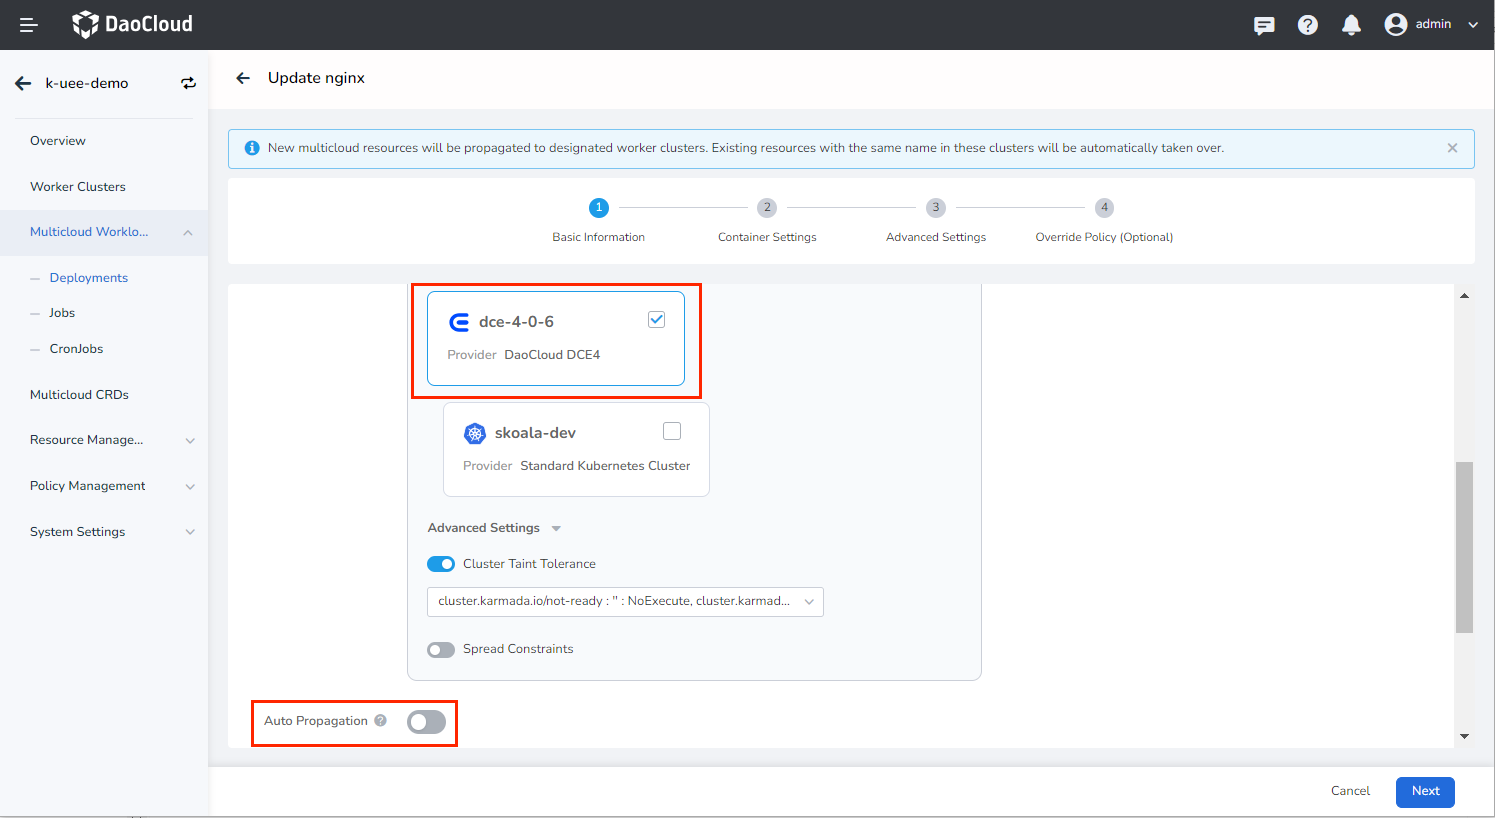 DaoCloud
admin
k-uee-demo
Update nginx
Overview
Worker Clusters
Multicloud Worklo...
Deployments
Jobs
CronJobs
Multicloud CRDs
Resource Manage...
Policy Management
System Settings
New multicloud resources will be propagated to designated worker clusters. Existing resources with the same name in these clusters will be automatically taken over.
1
2
3
4
Basic Information
Container Settings
Advanced Settings
Override Policy (Optional)
dce-4-0-6
Provider DaoCloud DCE4
skoala-dev
Provider Standard Kubernetes Cluster
Advanced Settings
Cluster Taint Tolerance
cluster.karmada.io/not-ready : '' : NoExecute, cluster.karmad...
Spread Constraints
Auto Propagation
Cancel
Next